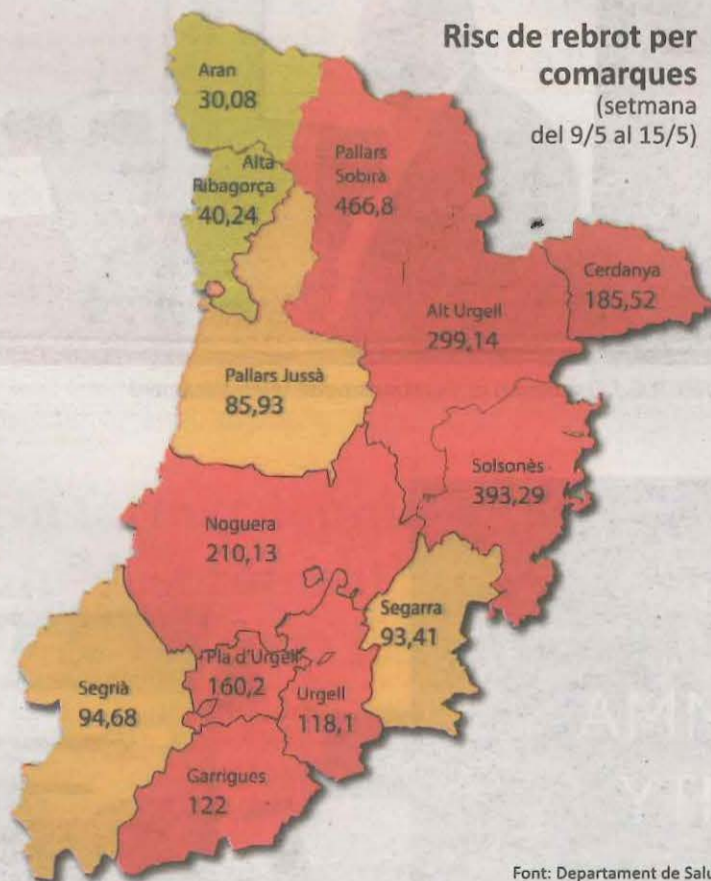 Risc de rebrot per
comarques
(setmana
del 9/5 al 15/5)
Aran
30,08
Alta
Ribagorça
40,24
Pallars
Sobirà
466,8
Cerdanya
185,52
Alt Urgell
299,14
Pallars Jussà
85,93
Solsonès
393,29
Noguera
210,13
Segarra
93,41
Pla d'Urgell
160,2
Urgell
118,1
Segrià
94,68
Garrigues
122
Font: Departament de Salu